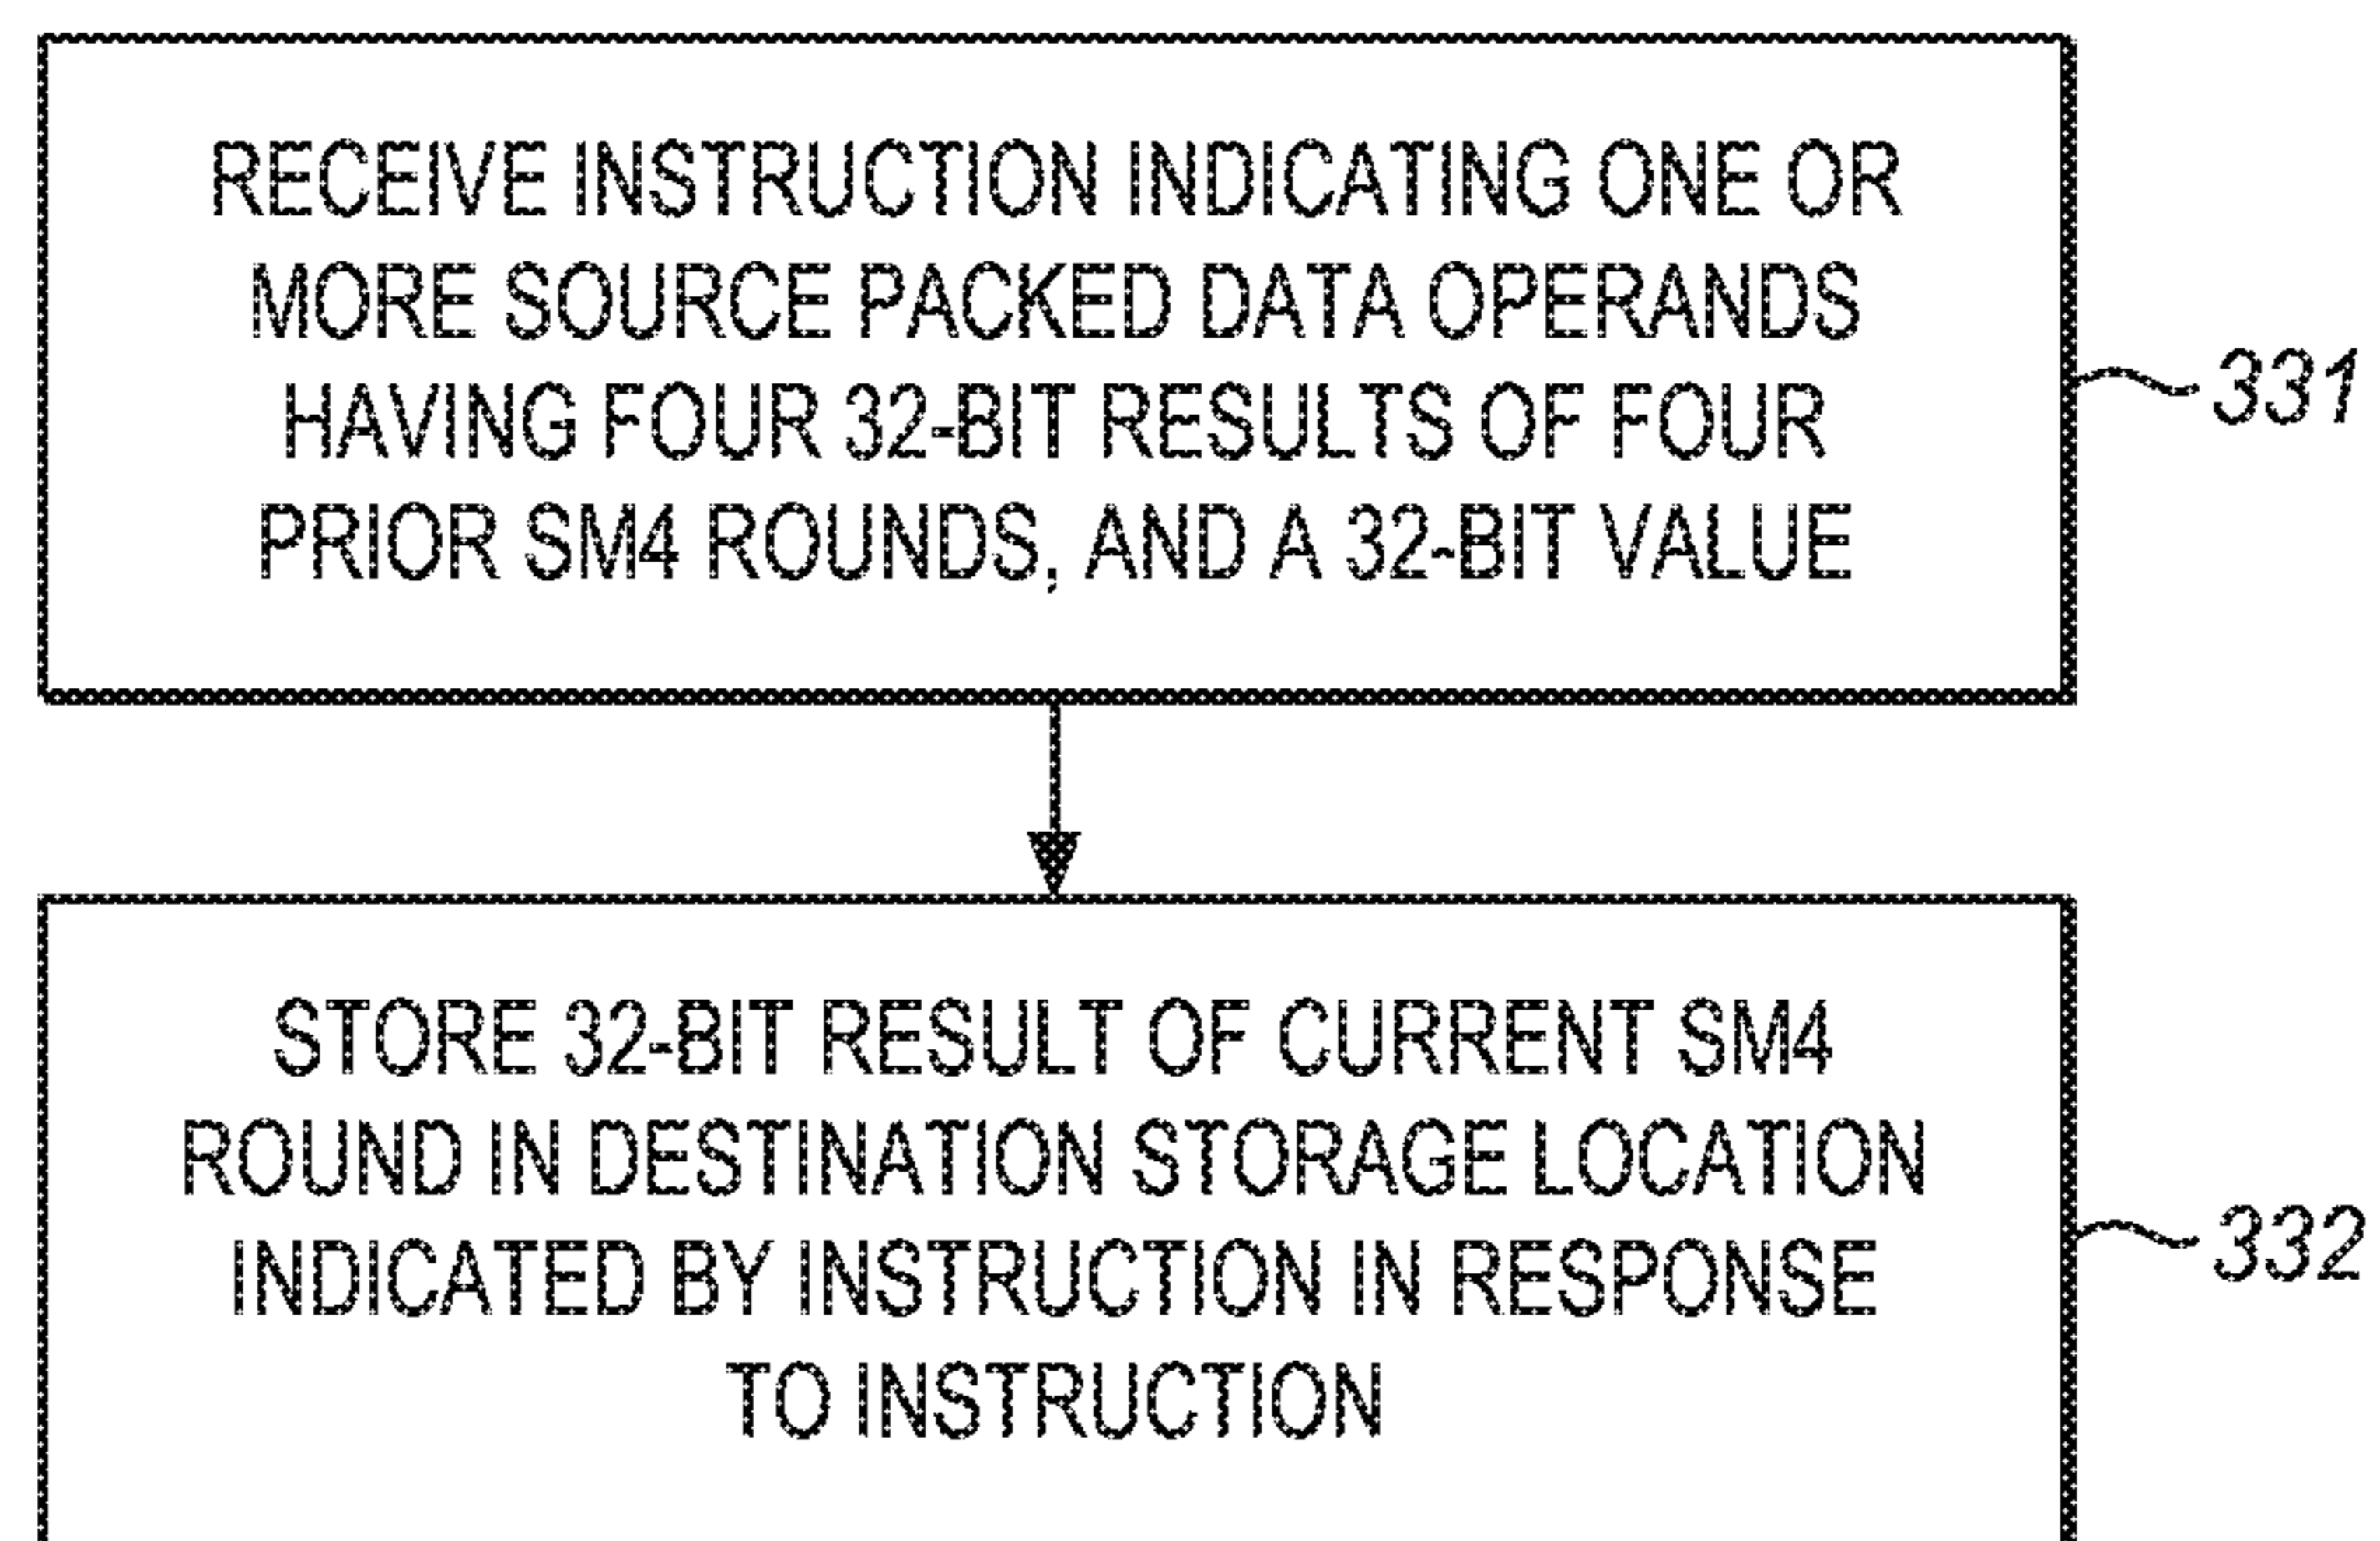 RECEIVE INSTRUCTION INDICATING ONE OR
MORE SOURCE PACKED DATA OPERANDS
HAVING FOUR 32-BIT RESULTS OF FOUR
PRIOR SM4 ROUNDS, AND A 32-BIT VALUE
331
STORE 32-BIT RESULT OF CURRENT SM4
ROUND IN DESTINATION STORAGE LOCATION
INDICATED BY INSTRUCTION IN RESPONSE
TO INSTRUCTION
332